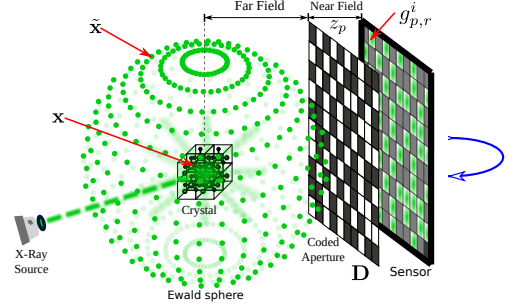 Far Field
Near Field
z_p
g^i_{p,r}
x̃
x
Crystal
X-Ray
Source
Coded
Aperture
D
Sensor
Ewald sphere